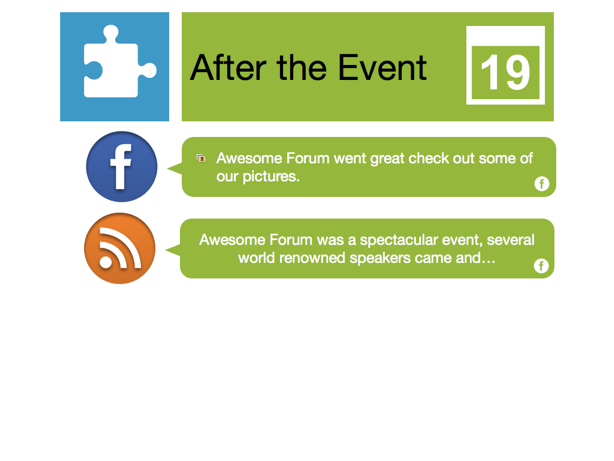 After the Event
19
Awesome Forum went great check out some of
our pictures.
Awesome Forum was a spectacular event, several
world renowned speakers came and…